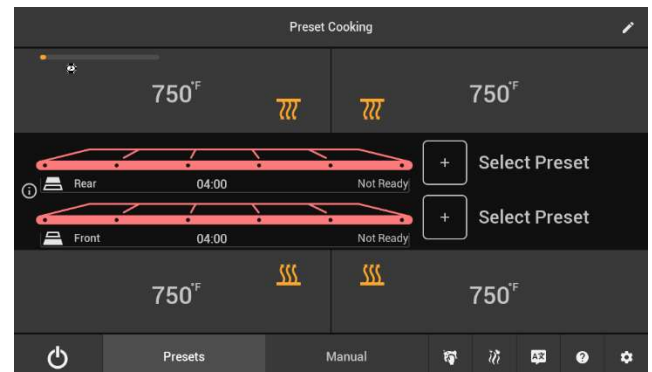 Preset Cooking
750°F
750°F
Rear 04:00 Not Ready
+ Select Preset
Front 04:00 Not Ready
+ Select Preset
750°F
750°F
Presets
Manual